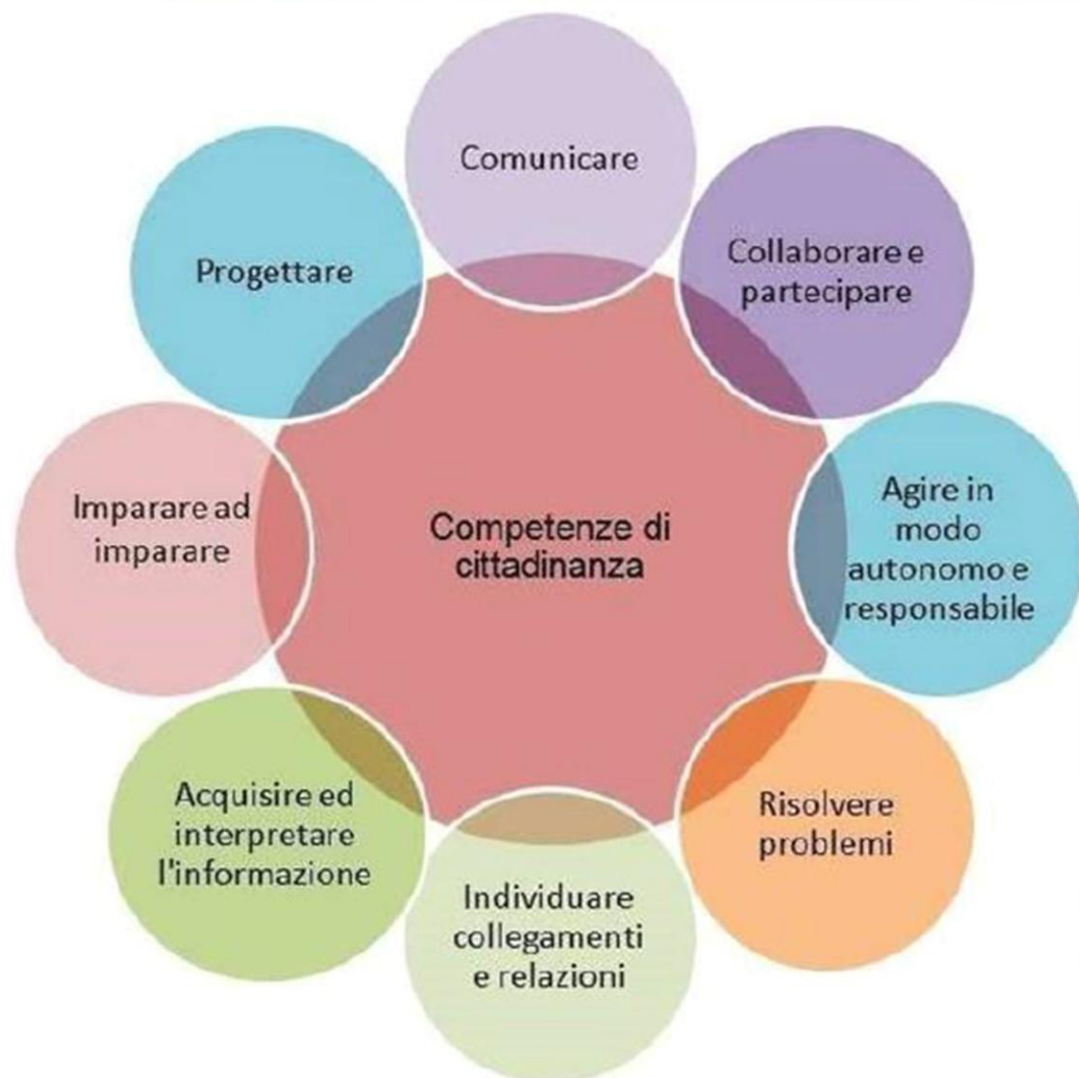 Comunicare
Collaborare e
partecipare
Agire in
modo
autonomo e
responsabile
Risolvere
problemi
Individuare
collegamenti
e relazioni
Acquisire ed
interpretare
l'informazione
Imparare ad
imparare
Progettare
Competenze di
cittadinanza